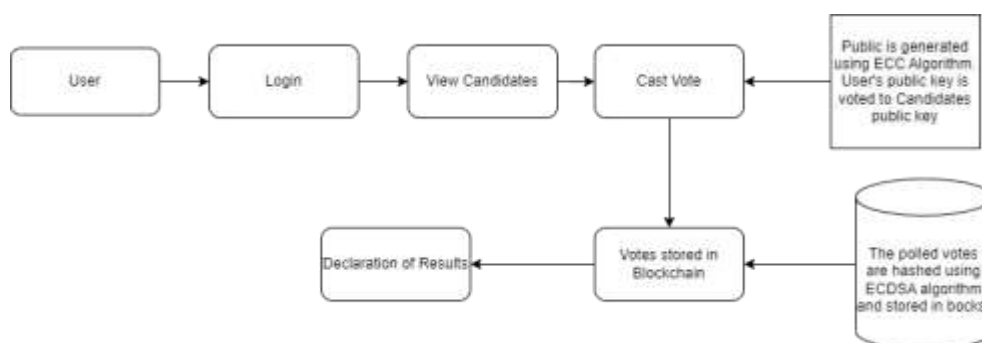 User
Login
View Candidates
Cast Vote
Public is generated
using ECC Algorithm
User's public key is
voted to Candidates
public key
Declaration of Results
Votes stored in
Blockchain
The polled votes
are hashed using
ECDSA algorithm
and stored in bocks